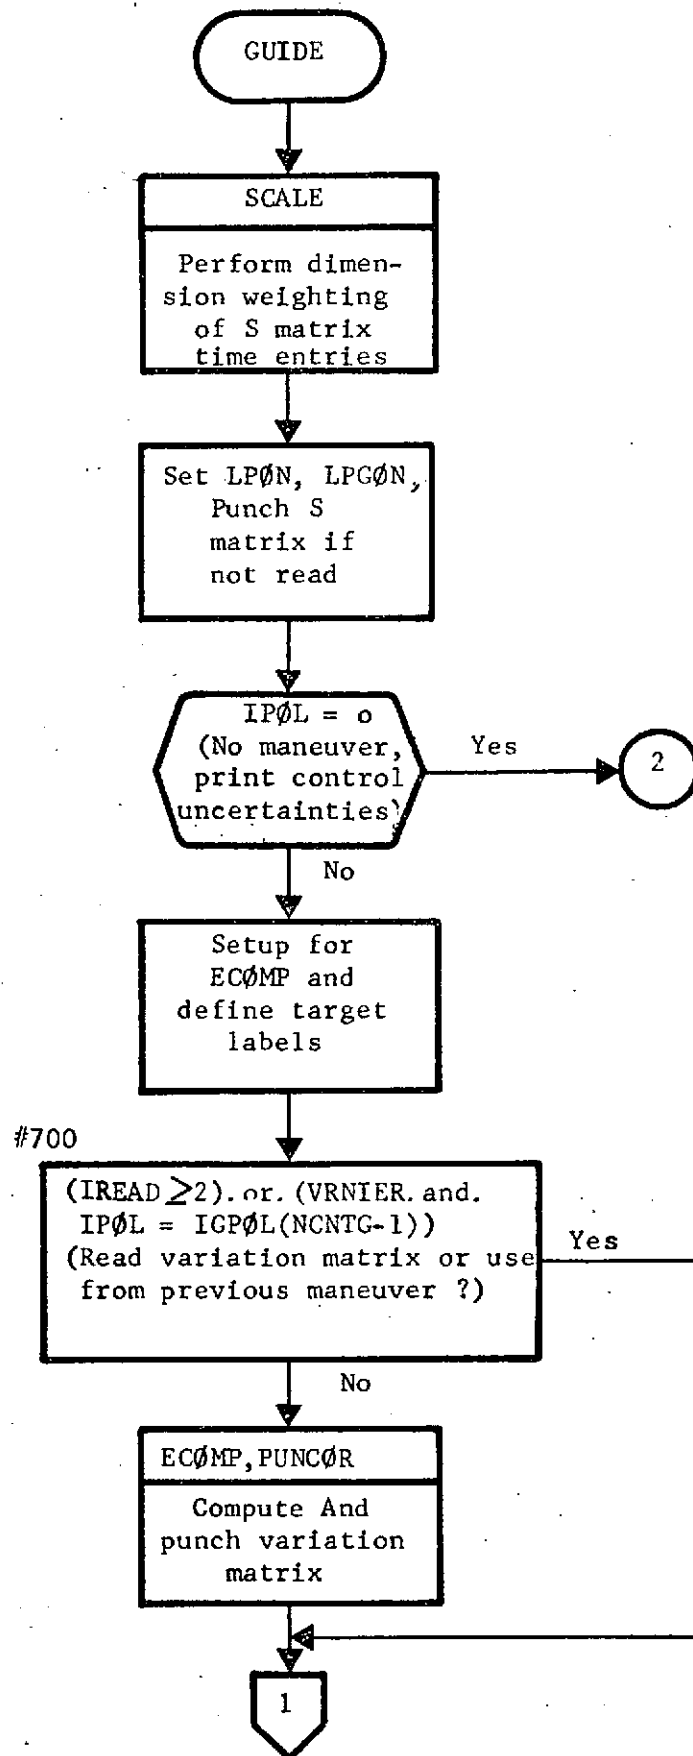 GUIDE
SCALE
Perform dimen-
sion weighting
of S matrix
time entries
Set LPØN, LPGØN,
Punch S
matrix if
not read
IPØL = o
(No maneuver,
print control
uncertainties)
Yes
2
No
Setup for
ECØMP and
define target
labels
#700
(IREAD ≥2).or.(VRNIER.and.
IPØL = IGPØL(NCNTG-1))
(Read variation matrix or use
from previous maneuver ?)
Yes
No
ECØMP,PUNCØR
Compute And
punch variation
matrix
1